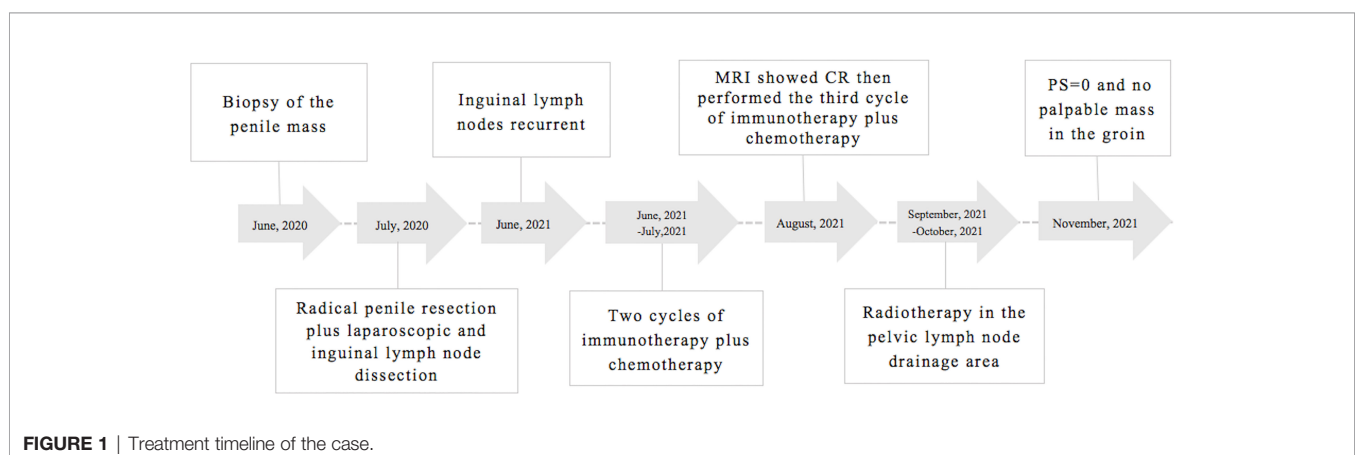 Biopsy of the
penile mass
Inguinal lymph
nodes recurrent
MRI showed CR then
performed the third cycle
of immunotherapy plus
chemotherapy
PS=0 and no
palpable mass
in the groin
June, 2020
July, 2020
June, 2021
June, 2021
-July,2021
August, 2021
September, 2021
-October, 2021
November, 2021
Radical penile resection
plus laparoscopic and
inguinal lymph node
dissection
Two cycles of
immunotherapy plus
chemotherapy
Radiotherapy in the
pelvic lymph node
drainage area
FIGURE 1 | Treatment timeline of the case.